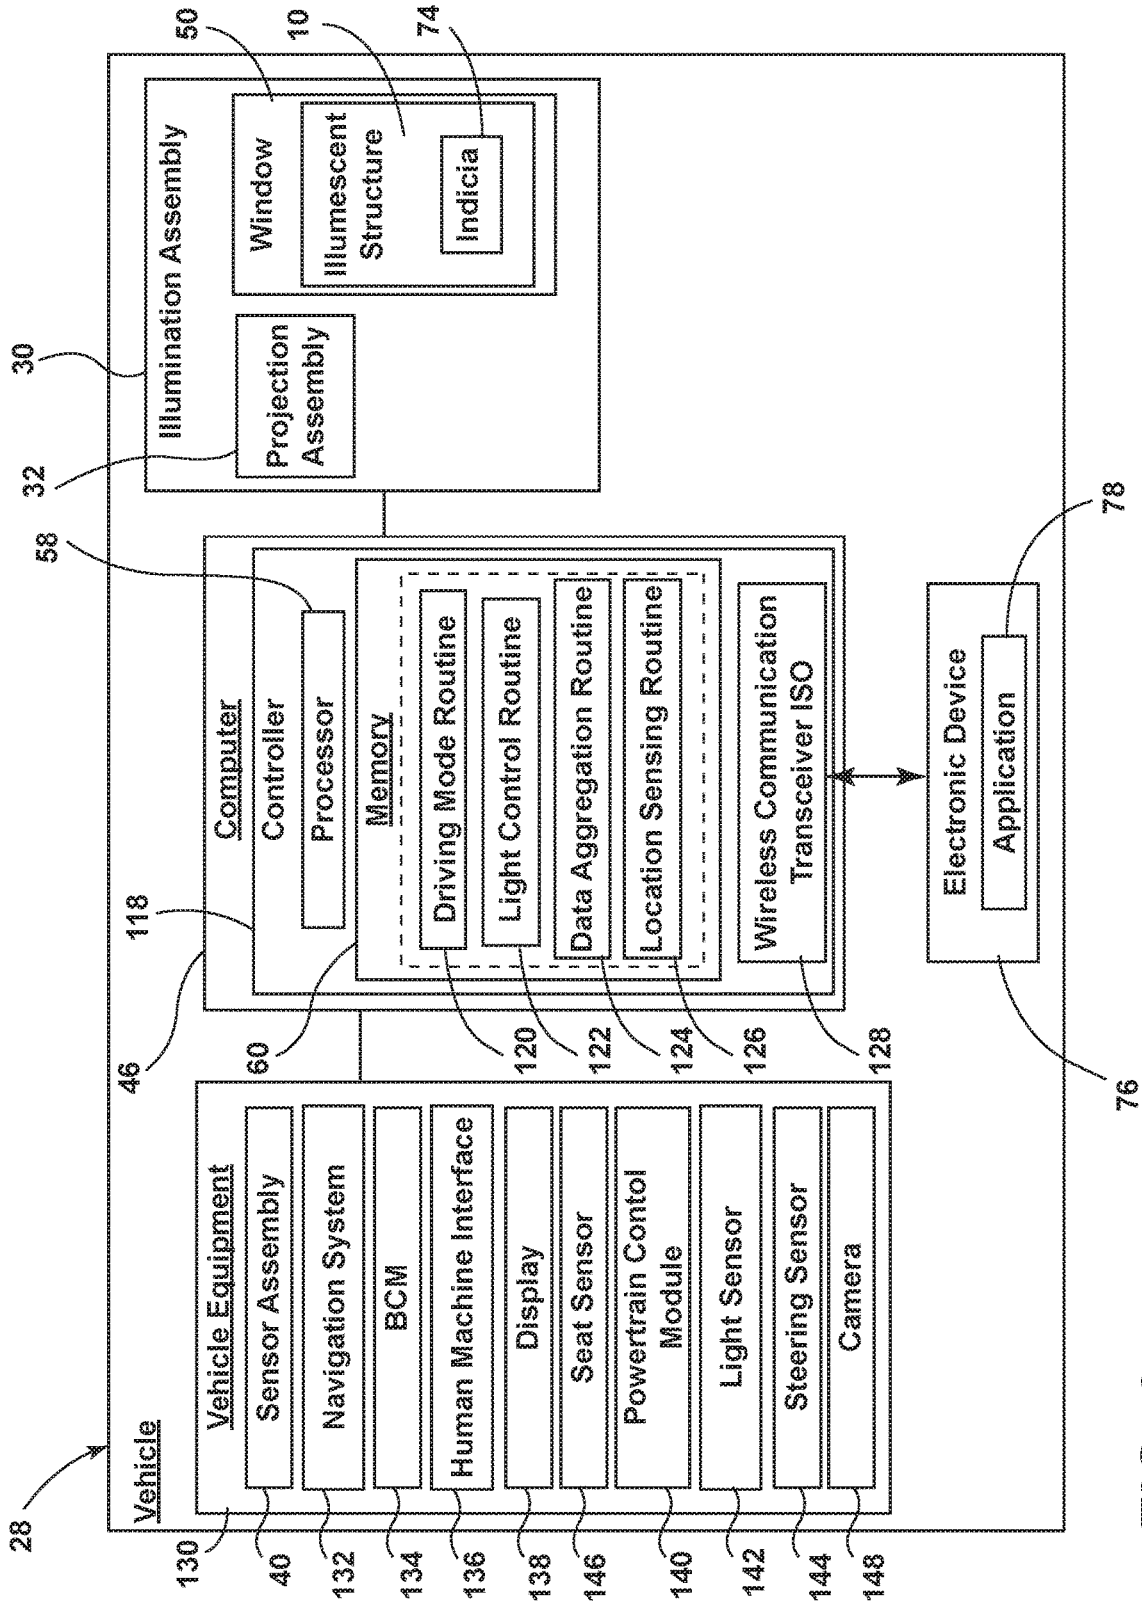 28
Vehicle
130
Vehicle Equipment
40
Sensor Assembly
132
Navigation System
134
BCM
136
Human Machine Interface
138
Display
146
Seat Sensor
140
Powertrain Contol
Module
142
Light Sensor
144
Steering Sensor
148
Camera
46
Computer
118
Controller
58
Processor
60
Memory
120
Driving Mode Routine
122
Light Control Routine
124
Data Aggregation Routine
126
Location Sensing Routine
128
Wireless Communication
Transceiver ISO
76
Electronic Device
78
Application
30
Illumination Assembly
32
Projection
Assembly
50
Window
10
Illumescent
Structure
74
Indicia